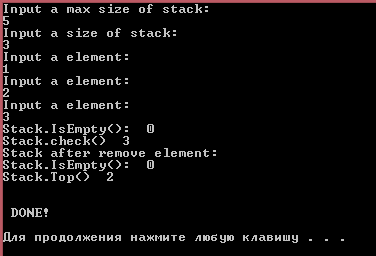 Input a max size of stack:
5
Input a size of stack:
3
Input a element:
1
Input a element:
2
Input a element:
3
Stack.IsEmpty():  0
Stack.check()  3
Stack after remove element:
Stack.IsEmpty():  0
Stack.Top()  2
DONE!
Для продолжения нажмите любую клавишу . . .